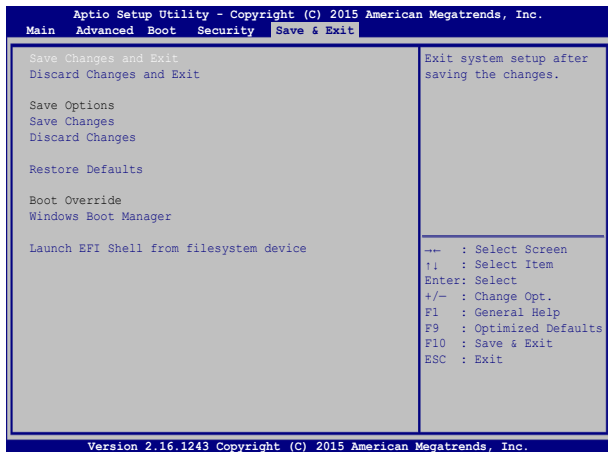 Aptio Setup Utility - Copyright (C) 2015 American Megatrends, Inc.
Main Advanced Boot Security Save & Exit
Save Changes and Exit
Discard Changes and Exit
Save Options
Save Changes
Discard Changes
Restore Defaults
Boot Override
Windows Boot Manager
Launch EFI Shell from filesystem device
Exit system setup after
saving the changes.
→← : Select Screen
↑↓ : Select Item
Enter: Select
+/— : Change Opt.
F1 : General Help
F9 : Optimized Defaults
F10 : Save & Exit
ESC : Exit
Version 2.16.1243 Copyright (C) 2015 American Megatrends, Inc.